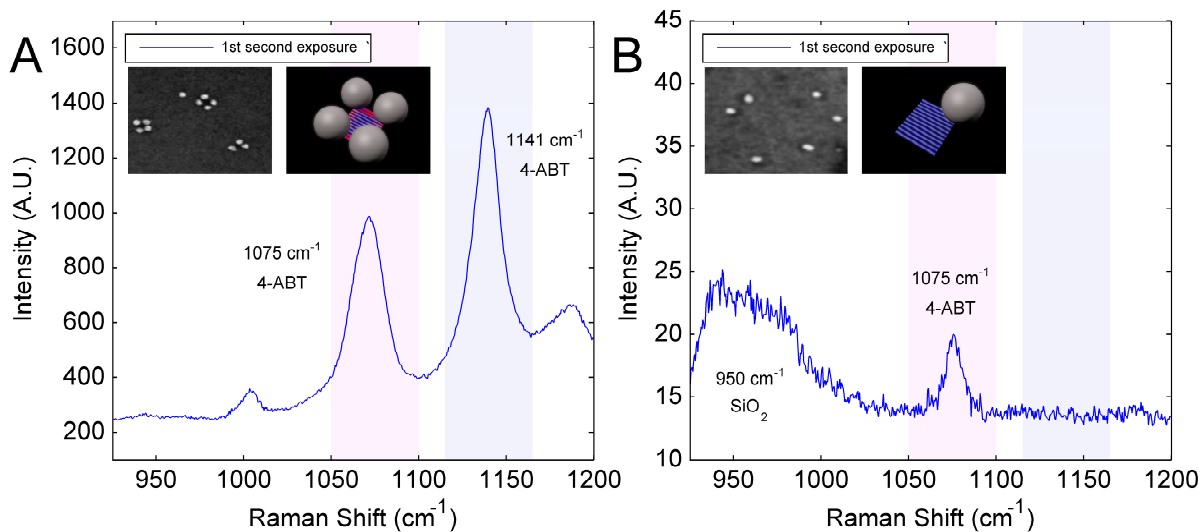 A
1st second exposure
1600
1400
1200
1000
800
600
400
200
Intensity (A.U.)
1141 cm⁻¹
4-ABT
1075 cm⁻¹
4-ABT
950
1000
1050
1100
1150
1200
Raman Shift (cm⁻¹)
B
1st second exposure
45
40
35
30
25
20
15
10
Intensity (A.U.)
1075 cm⁻¹
4-ABT
950 cm⁻¹
SiO₂
950
1000
1050
1100
1150
1200
Raman Shift (cm⁻¹)